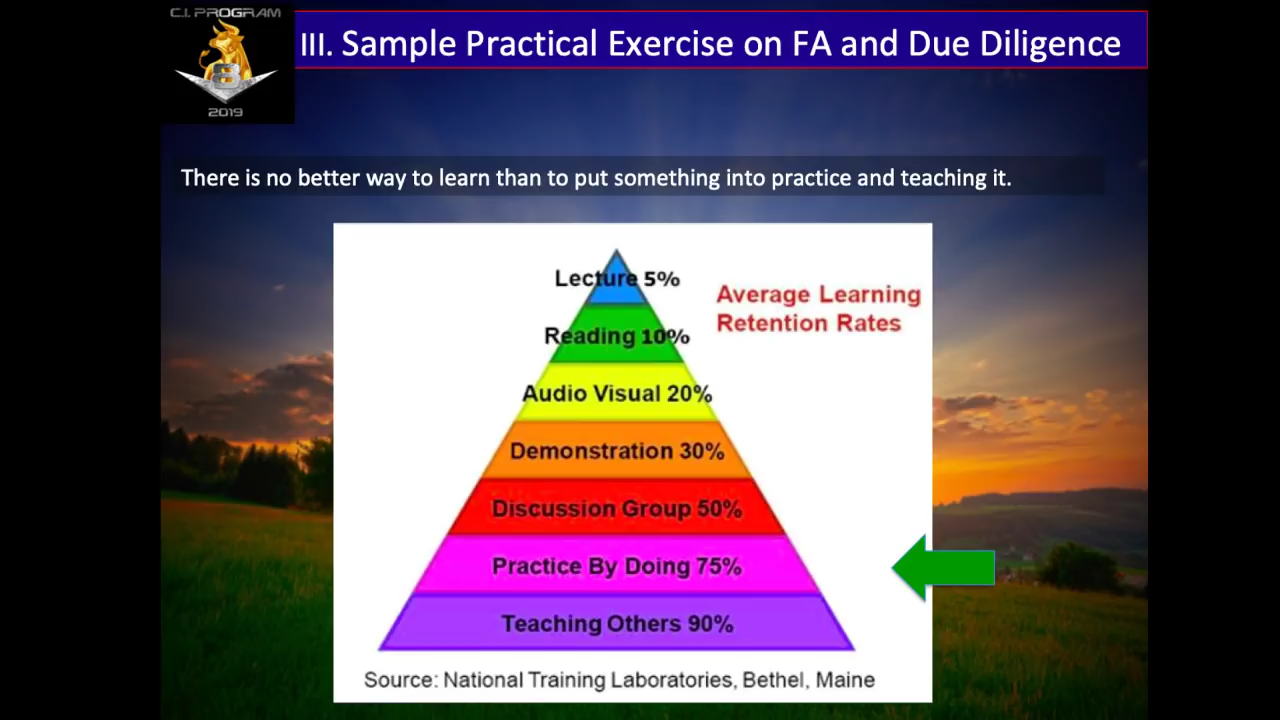 C.I. PROGRAM
8
2019
III. Sample Practical Exercise on FA and Due Diligence
There is no better way to learn than to put something into practice and teaching it.
Lecture 5%
Average Learning
Retention Rates
Reading 10%
Audio Visual 20%
Demonstration 30%
Discussion Group 50%
Practice By Doing 75%
Teaching Others 90%
Source: National Training Laboratories, Bethel, Maine